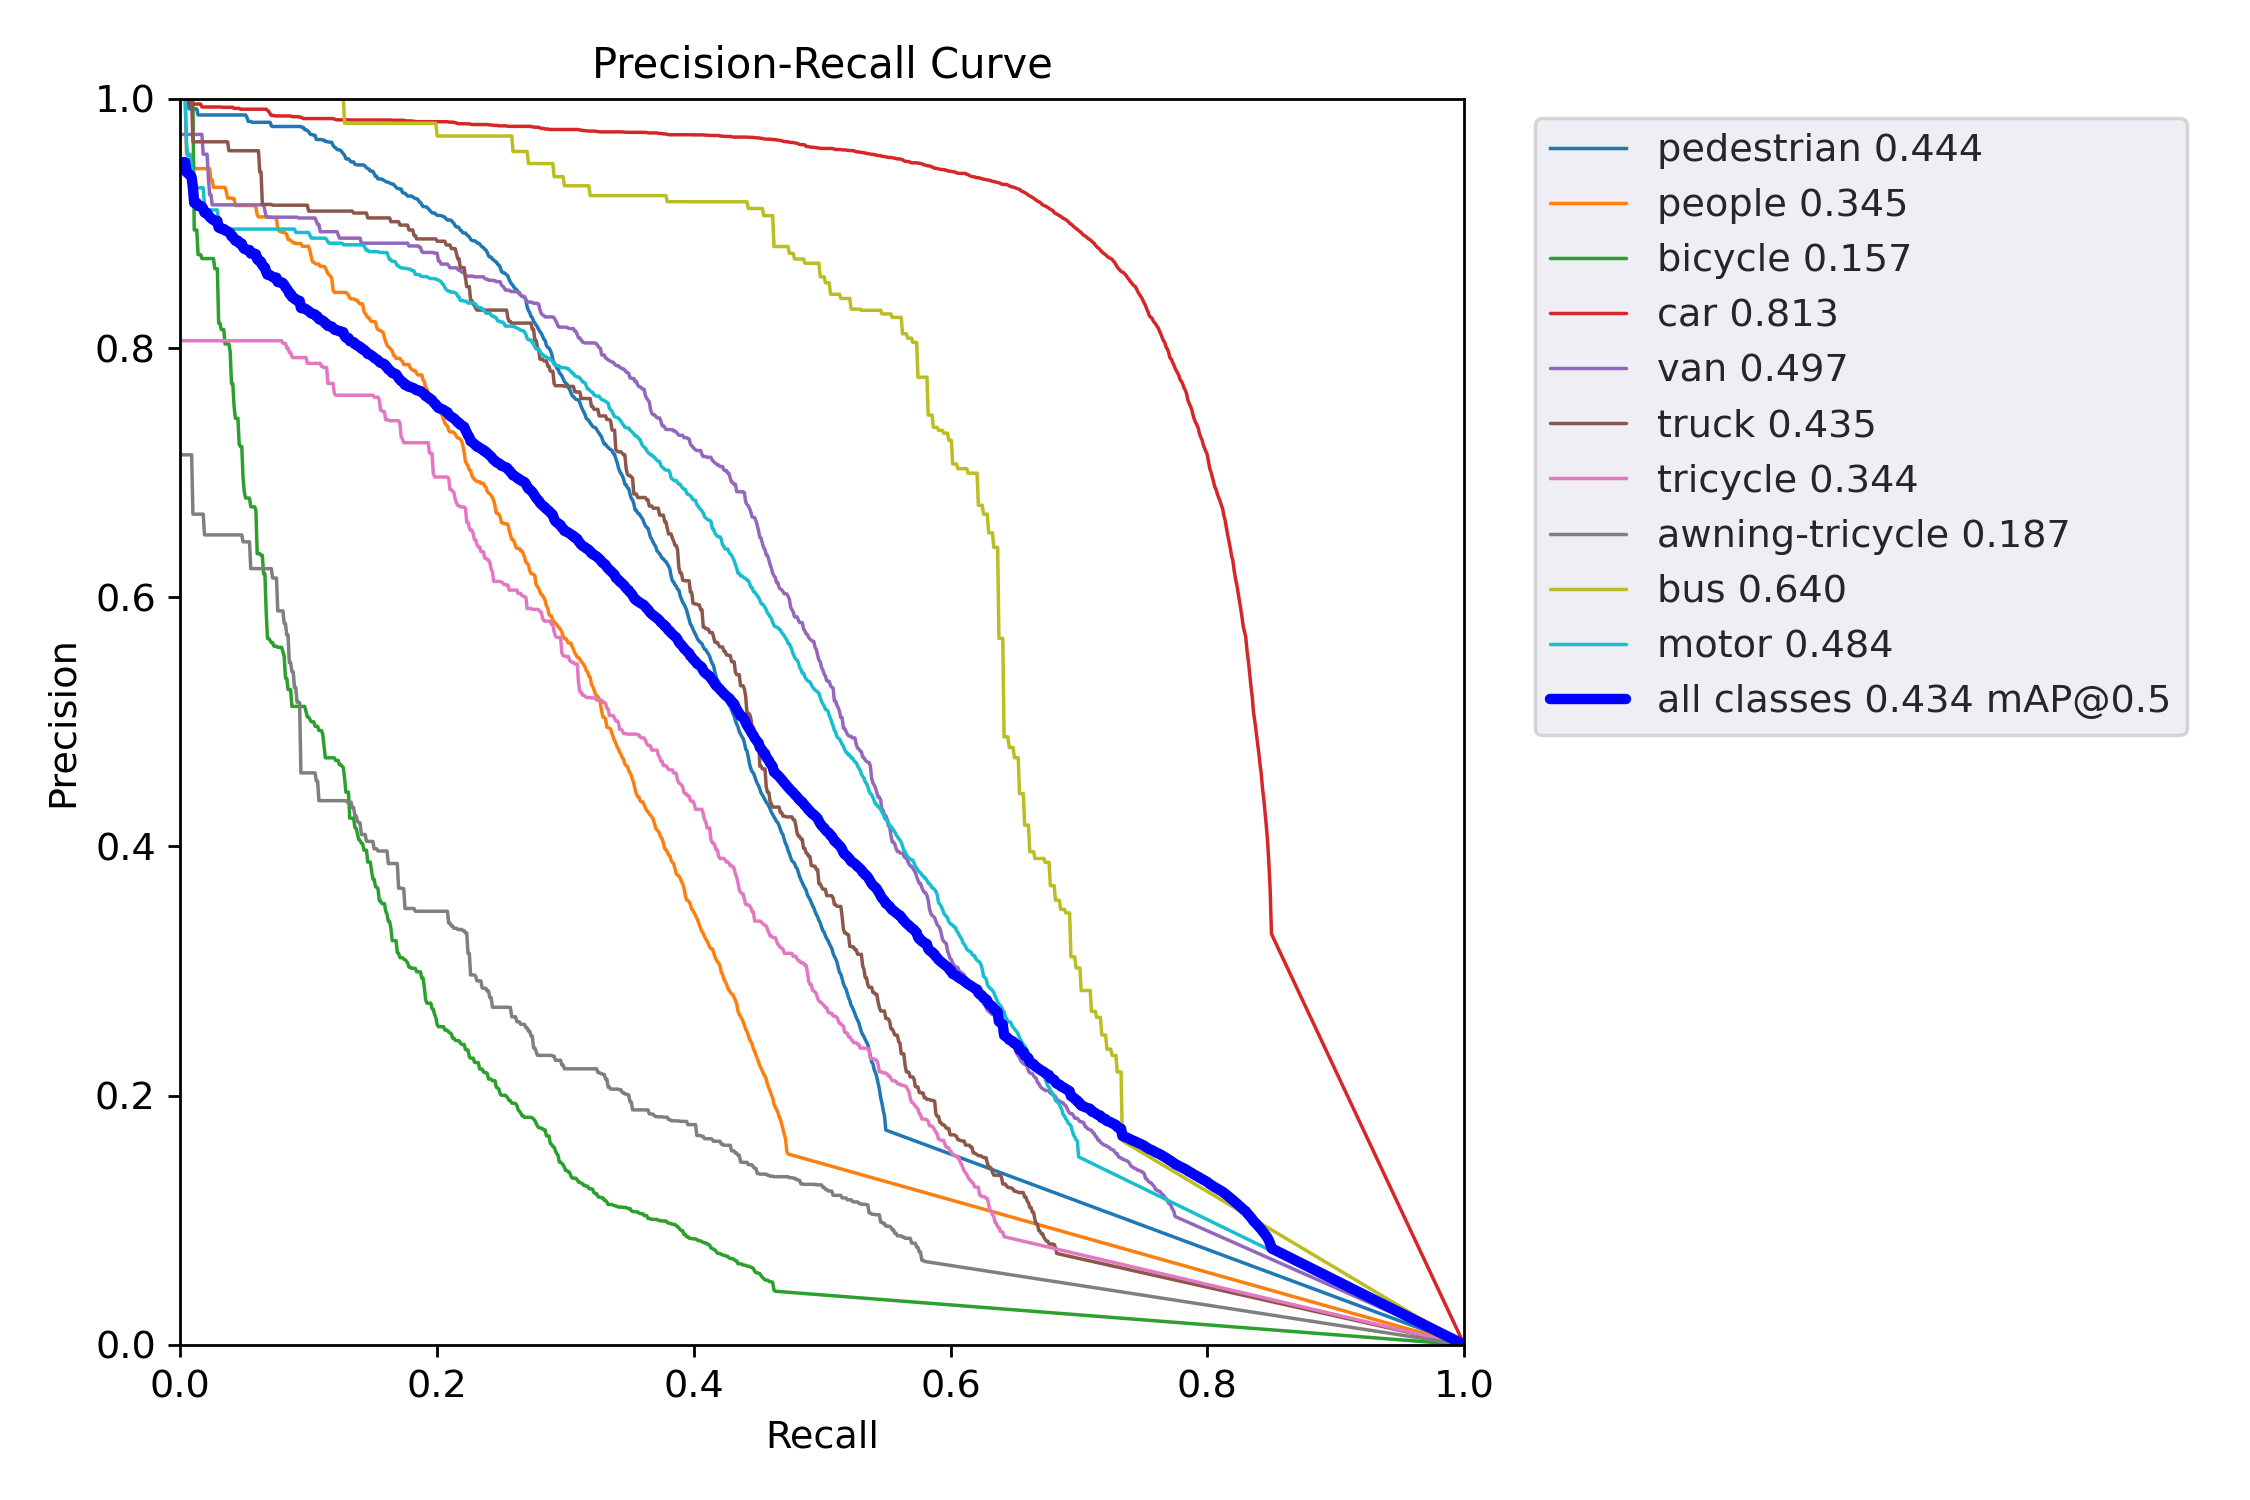 Precision-Recall Curve
1.0
0.8
0.6
0.4
0.2
0.0
Precision
0.0 0.2 0.4 0.6 0.8 1.0
Recall
pedestrian 0.444
people 0.345
bicycle 0.157
car 0.813
van 0.497
truck 0.435
tricycle 0.344
awning-tricycle 0.187
bus 0.640
motor 0.484
all classes 0.434 mAP@0.5